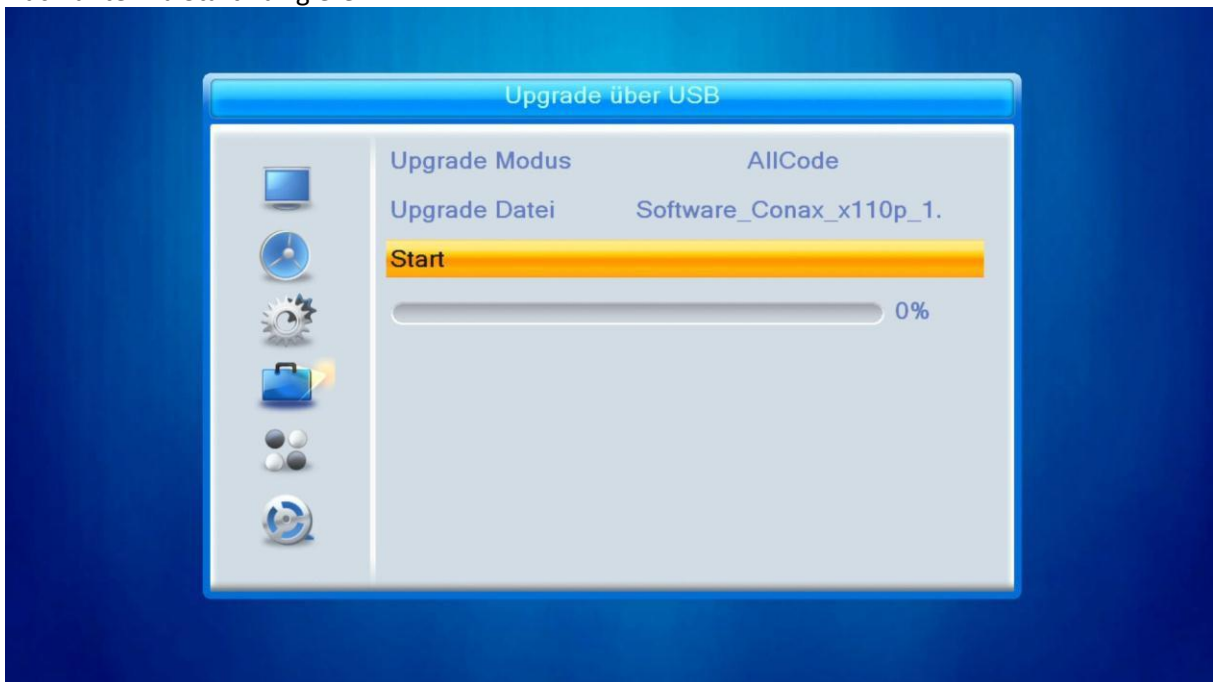 Upgrade über USB
Upgrade Modus AllCode
Upgrade Datei Software_Conax_x110p_1.
Start
0%